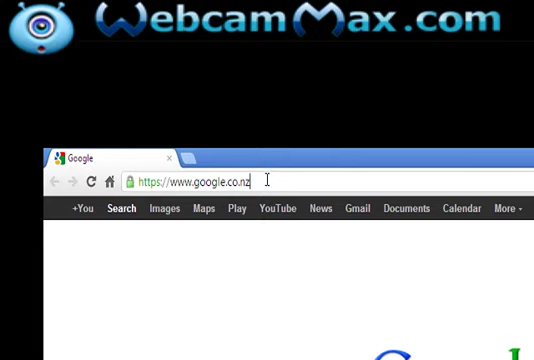 WebcamMax.com
Google
https://www.google.co.nz
+You Search Images Maps Play YouTube News Gmail Documents Calendar More